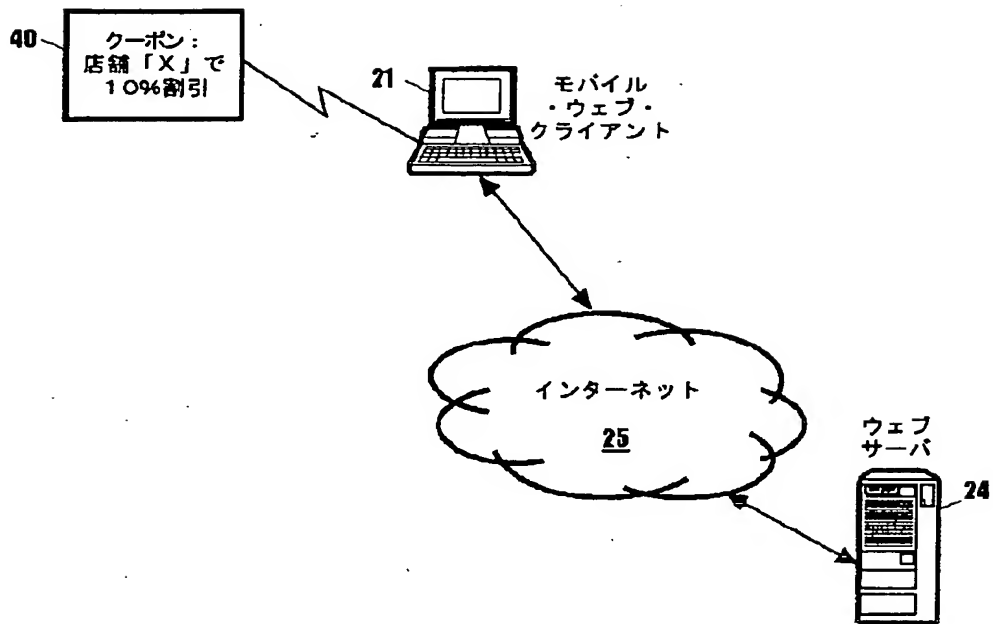 40
クーポン：
店舗「X」で
10%割引
21
モバイル
・ウェブ・
クライアント
インターネット
25
ウェブ
サーバ
24